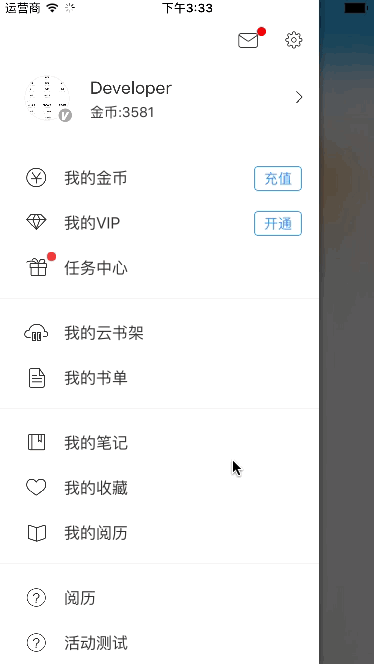 运营商 下午3:33
Developer
金币:3581
我的金币 充值
我的VIP 开通
任务中心
我的云书架
我的书单
我的笔记
我的收藏
我的阅历
阅历
活动测试